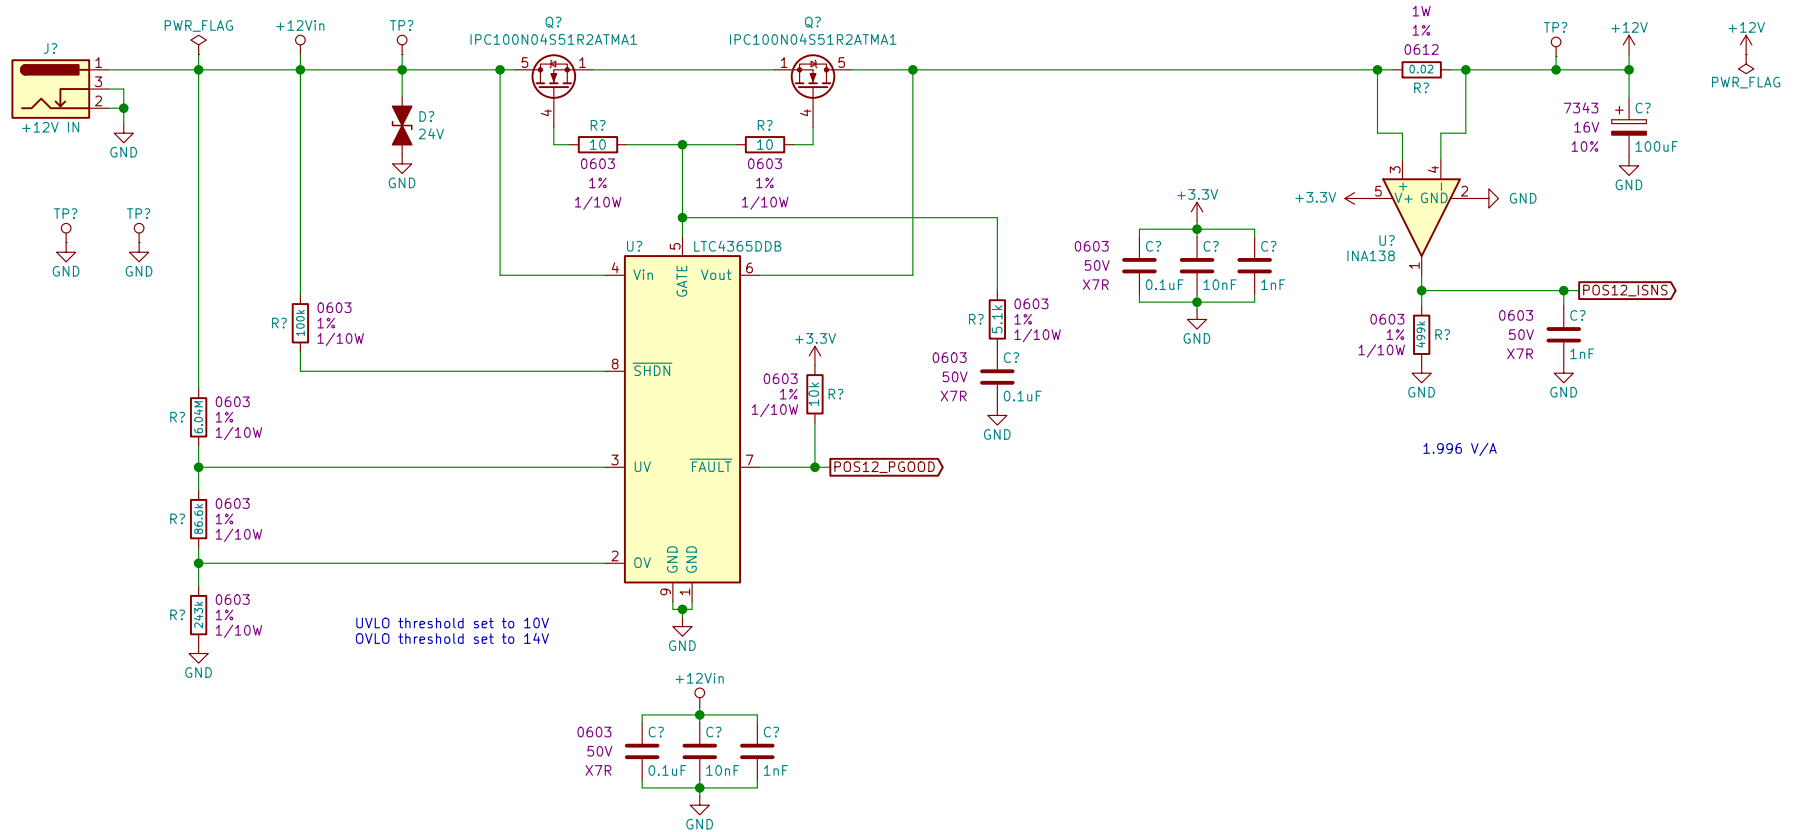 J?
1
3
2
+12V IN
GND
PWR_FLAG
+12Vin
TP?
D?
24V
GND
TP?
GND
TP?
GND
Q?
IPC100N04S51R2ATMA1
5
1
4
Q?
IPC100N04S51R2ATMA1
1
5
4
R?
10
0603
1%
1/10W
R?
10
0603
1%
1/10W
1W
1%
0612
0.02
R?
TP?
+12V
+12V
PWR_FLAG
7343
16V
10%
C?
100uF
GND
3
4
+3.3V
5
+
-
V+
GND
2
GND
U?
INA138
1
POS12_ISNS
0603
1%
1/10W
499k
R?
GND
0603
50V
X7R
C?
1nF
GND
1.996 V/A
+3.3V
0603
50V
X7R
C?
0.1uF
C?
10nF
C?
1nF
GND
U?
LTC4365DDB
5
GATE
4
Vin
Vout
6
8
SHDN
3
UV
FAULT
7
2
OV
GND
GND
9
1
GND
R?
100k
0603
1%
1/10W
R?
6.04M
0603
1%
1/10W
R?
86.6k
0603
1%
1/10W
R?
243k
0603
1%
1/10W
GND
+3.3V
0603
1%
1/10W
10k
R?
POS12_PGOOD
R?
5.1k
0603
1%
1/10W
0603
50V
X7R
C?
0.1uF
GND
UVLO threshold set to 10V
OVLO threshold set to 14V
+12Vin
0603
50V
X7R
C?
0.1uF
C?
10nF
C?
1nF
GND